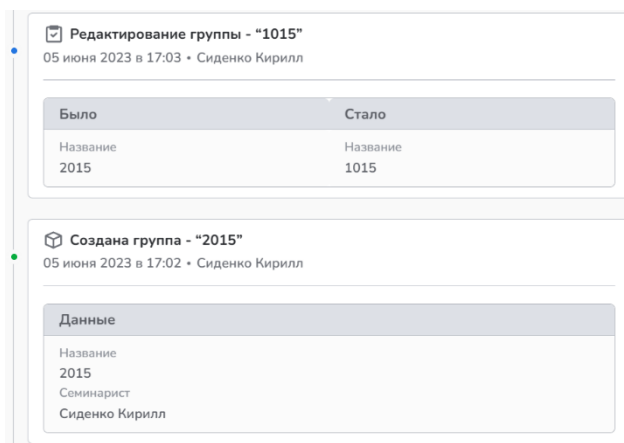 Редактирование группы - “1015”
05 июня 2023 в 17:03 • Сиденко Кирилл
Было Стало
Название Название
2015 1015
Создана группа - “2015”
05 июня 2023 в 17:02 • Сиденко Кирилл
Данные
Название
2015
Семинарист
Сиденко Кирилл